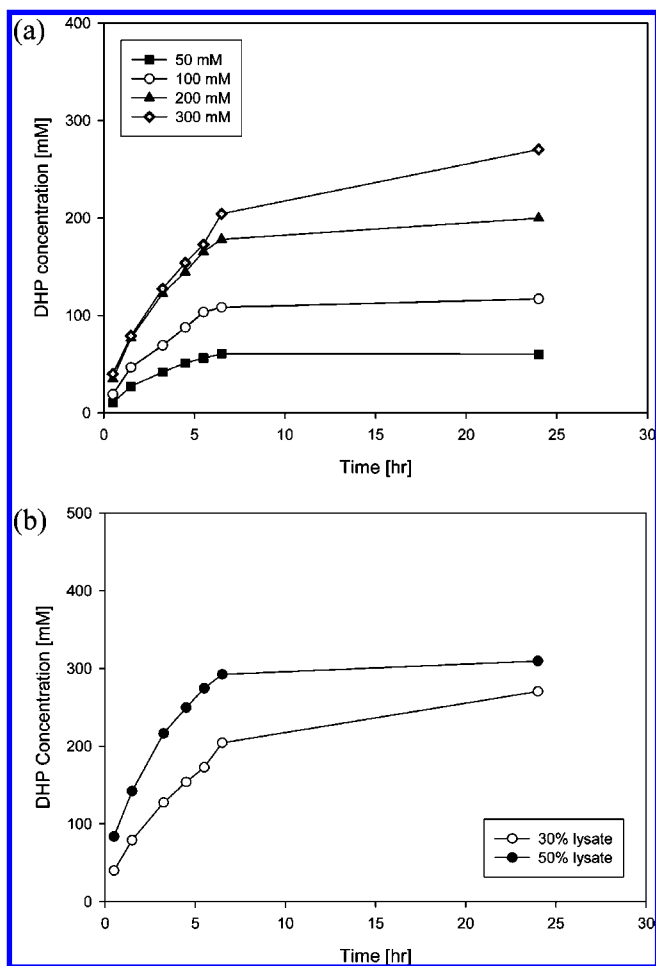 (a)
400
300
200
100
0
DHP concentration [mM]
50 mM
100 mM
200 mM
300 mM
0 5 10 15 20 25 30
Time [hr]
(b)
500
400
300
200
100
0
DHP Concentration [mM]
30% lysate
50% lysate
0 5 10 15 20 25 30
Time [hr]